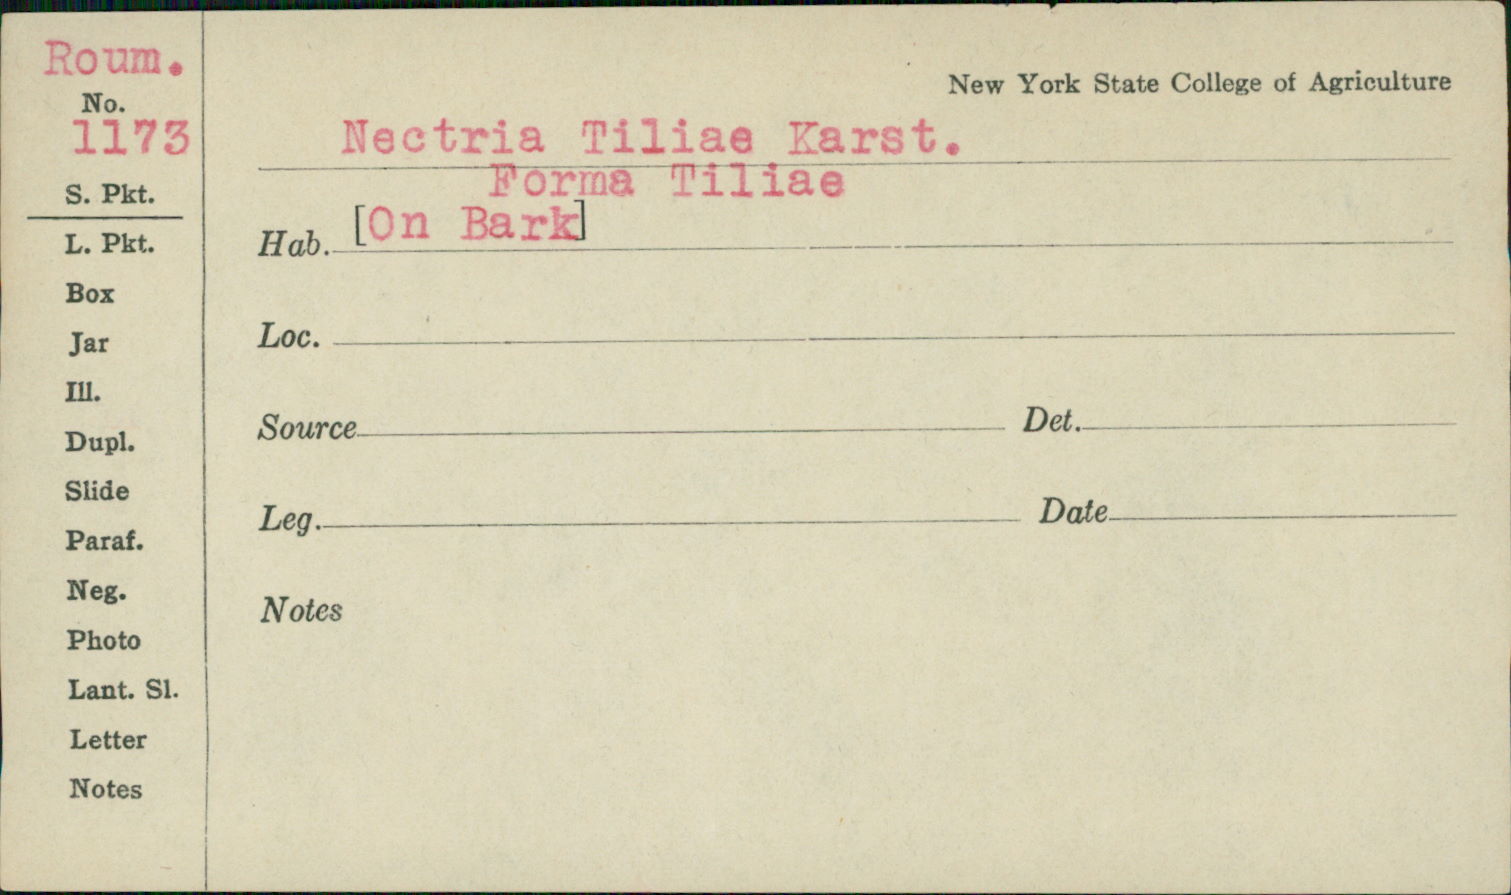 Roum.
No.
1173
S. Pkt.
L. Pkt.
Box
Jar
Ill.
Dupl.
Slide
Paraf.
Neg.
Photo
Lant. Sl.
Letter
Notes
New York State College of Agriculture
Nectria Tiliae Karst.
Forma Tiliae
Hab. [On Bark]
Loc.
Source Det.
Leg. Date
Notes